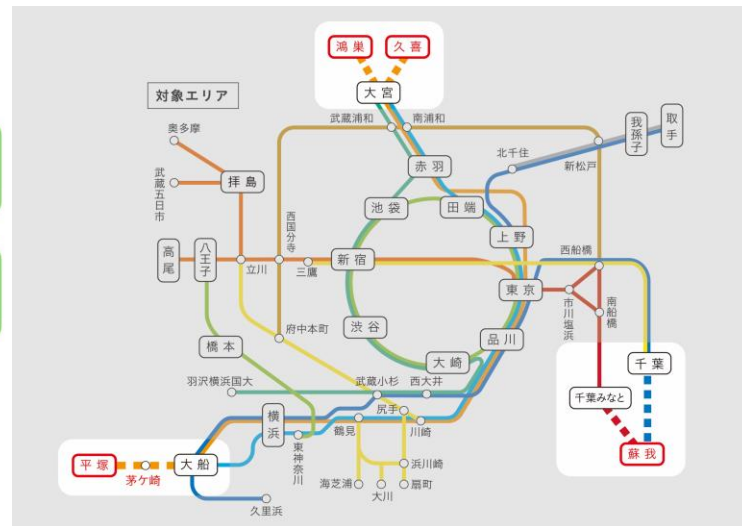 鴻巣
久喜
大宮
対象エリア
武蔵浦和
南浦和
奥多摩
武蔵五日市
拝島
赤羽
北千住
新松戸
我孫子
取手
池袋
田端
西国分寺
上野
高尾
八王子
立川
三鷹
新宿
西船橋
東京
市川塩浜
南船橋
渋谷
品川
府中本町
橋本
大崎
千葉
羽沢横浜国大
武蔵小杉
西大井
千葉みなと
尻手
横浜
東神奈川
鶴見
川崎
蘇我
平塚
茅ケ崎
大船
浜川崎
海芝浦
大川
扇町
久里浜